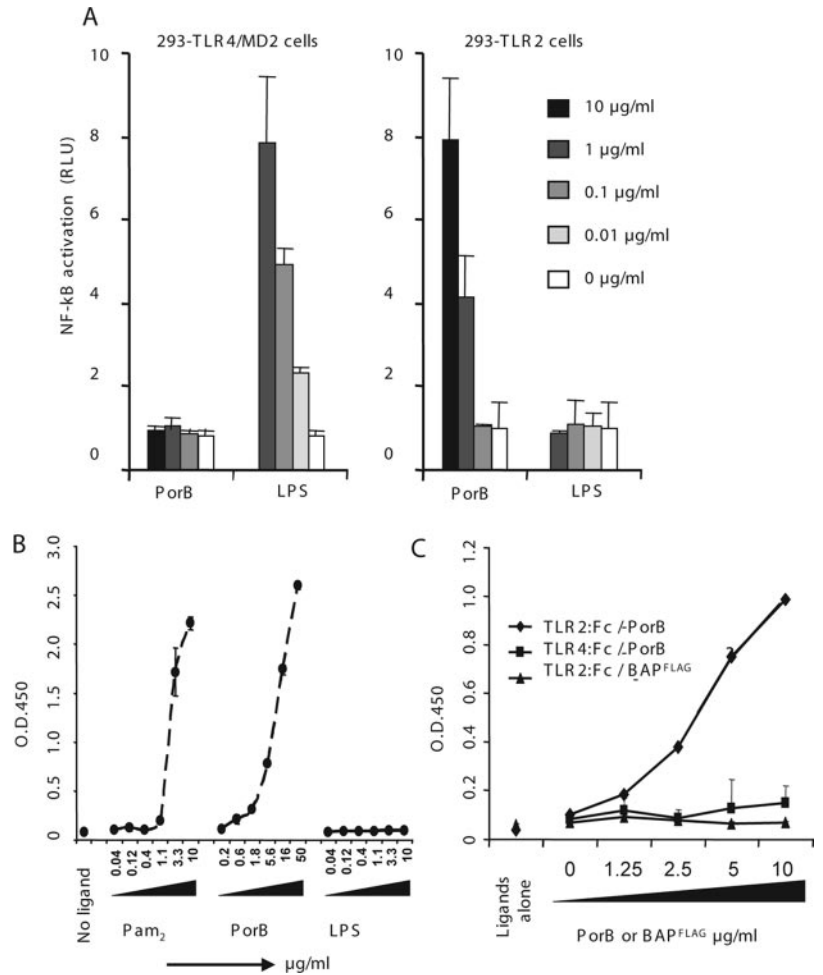 A
293-TLR4/MD2 cells
293-TLR2 cells
NF-kB activation (RLU)
10
8
6
4
2
0
PorB
LPS
10
8
6
4
2
0
PorB
LPS
10 µg/ml
1 µg/ml
0.1 µg/ml
0.01 µg/ml
0 µg/ml
B
O.D.450
3.0
2.5
2.0
1.5
1.0
0.5
0
No ligand
0.04
0.12
0.4
1.1
3.3
10
0.2
0.6
1.8
5.6
16
50
0.04
0.12
0.4
1.1
3.3
10
Pam2
PorB
LPS
µg/ml
C
O.D.450
1.2
1.0
0.8
0.6
0.4
0.2
0
TLR2:Fc /-PorB
TLR4:Fc /.PorB
TLR2:Fc / BAPFLAG
?
Ligands alone
0 1.25 2.5 5 10
PorB or BAPFLAG µg/ml